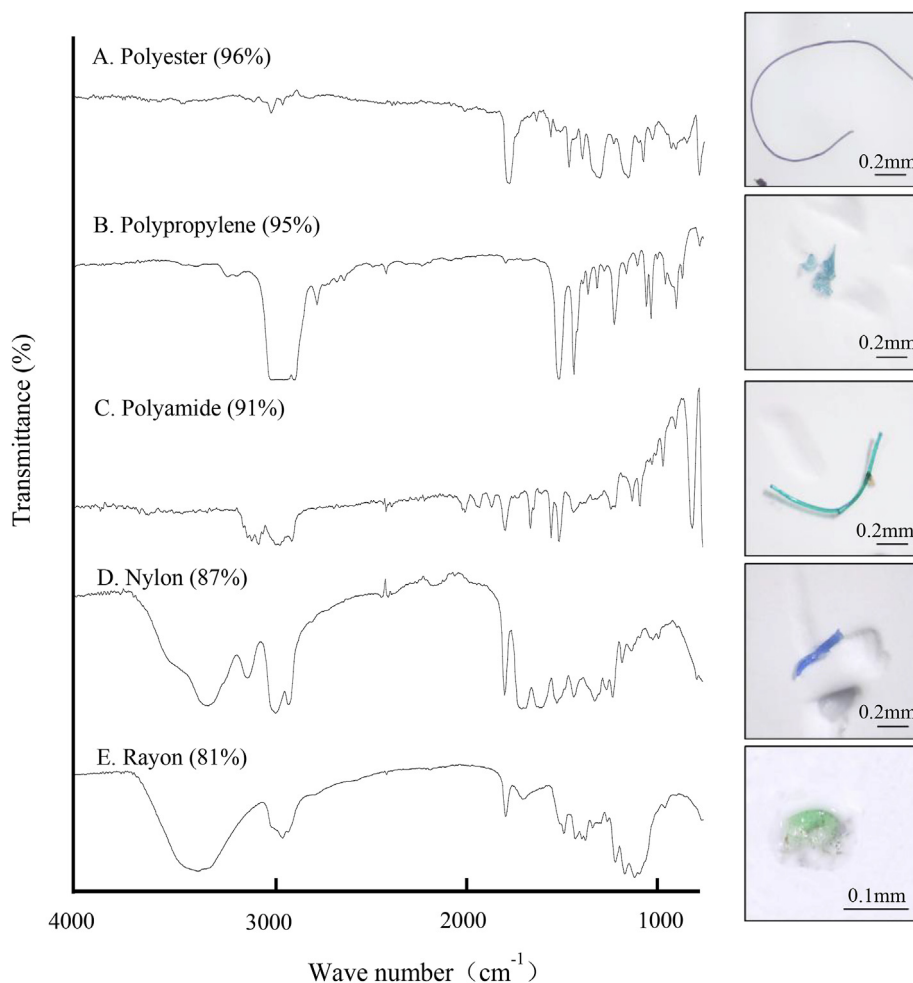 A. Polyester (96%)
0.2mm
B. Polypropylene (95%)
0.2mm
C. Polyamide (91%)
0.2mm
D. Nylon (87%)
0.2mm
E. Rayon (81%)
0.1mm
Transmittance (%)
4000 3000 2000 1000
Wave number（cm⁻¹）